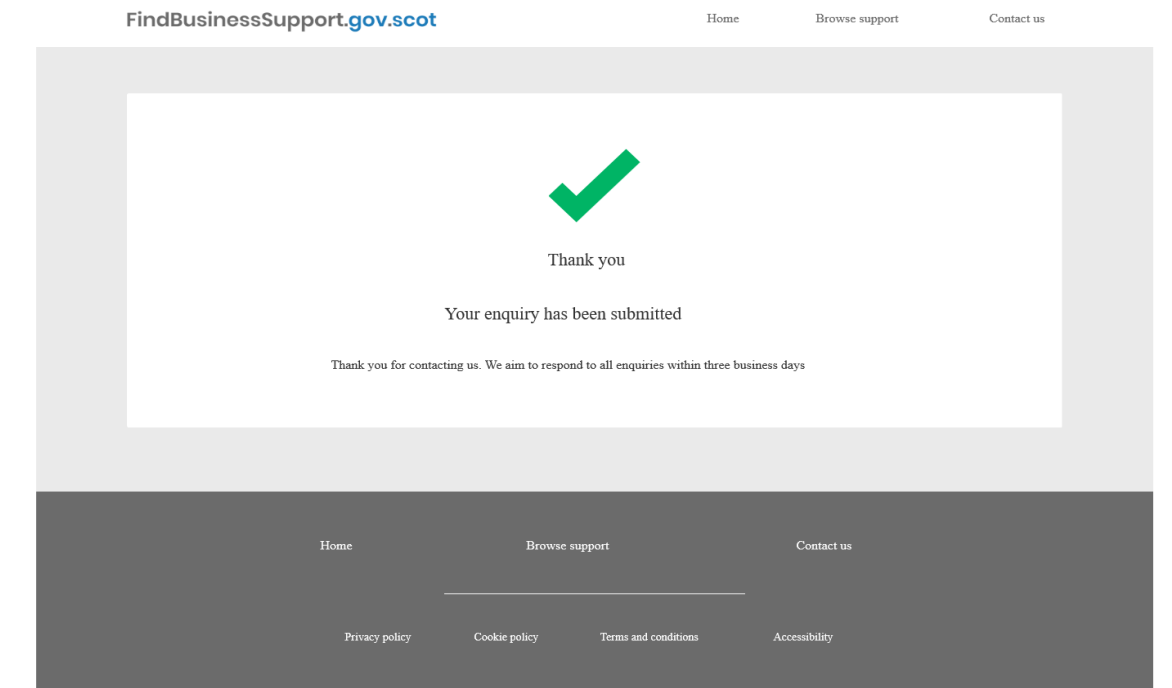 FindBusinessSupport.gov.scot Home Browse support Contact us
Thank you
Your enquiry has been submitted
Thank you for contacting us. We aim to respond to all enquiries within three business days
Home Browse support Contact us
Privacy policy Cookie policy Terms and conditions Accessibility